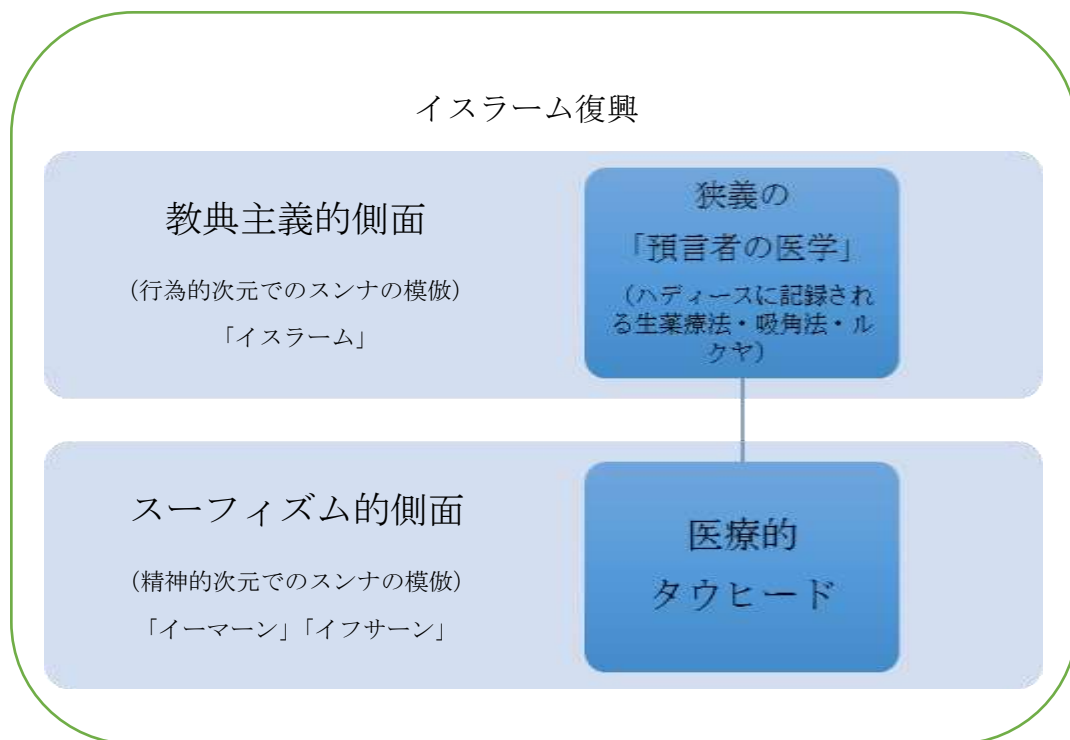 イスラーム復興
教典主義的側面
（行為的次元でのスンナの模倣）
「イスラーム」
狭義の
「預言者の医学」
（ハディースに記録され
る生薬療法・吸角法・ル
クヤ）
スーフィズム的側面
（精神的次元でのスンナの模倣）
「イーマーン」「イフサーン」
医療的
タウヒード